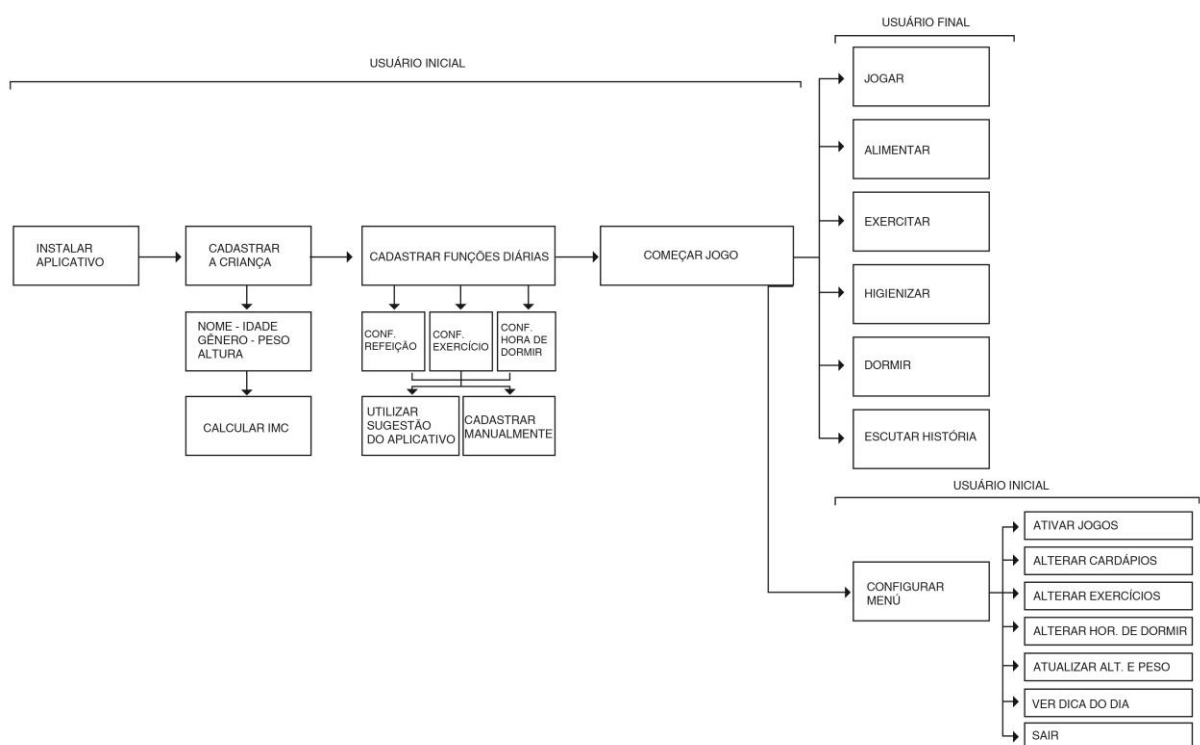 USUÁRIO INICIAL
INSTALAR
APLICATIVO
CADASTRAR
A CRIANÇA
NOME - IDADE
GÊNERO - PESO
ALTURA
CALCULAR IMC
CADASTRAR FUNÇÕES DIÁRIAS
CONF.
REFEIÇÃO
CONF.
EXERCÍCIO
CONF.
HORA DE
DORMIR
UTILIZAR
SUGESTÃO
DO APLICATIVO
CADASTRAR
MANUALMENTE
COMEÇAR JOGO
USUÁRIO FINAL
JOGAR
ALIMENTAR
EXERCITAR
HIGIENIZAR
DORMIR
ESCUTAR HISTÓRIA
USUÁRIO INICIAL
CONFIGURAR
MENÚ
ATIVAR JOGOS
ALTERAR CARDÁPIOS
ALTERAR EXERCÍCIOS
ALTERAR HOR. DE DORMIR
ATUALIZAR ALT. E PESO
VER DICA DO DIA
SAIR